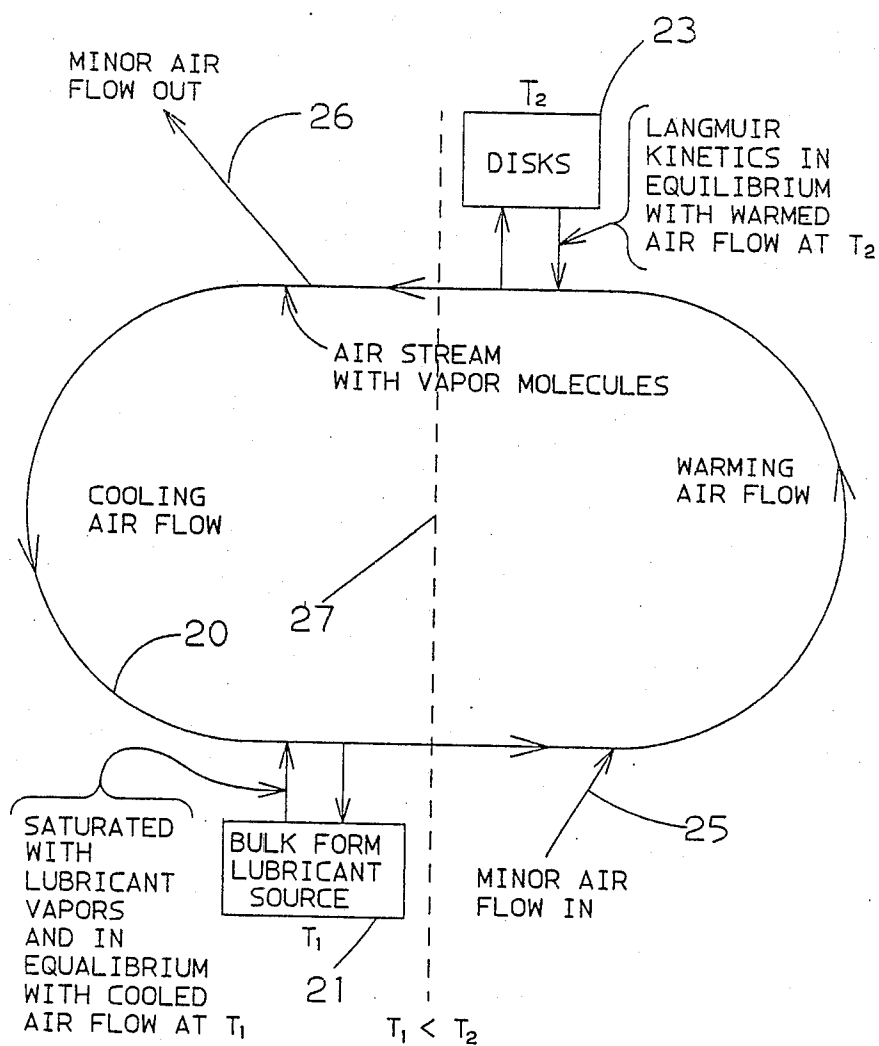 23
MINOR AIR
FLOW OUT
26
T₂
DISKS
LANGMUIR
KINETICS IN
EQUILIBRIUM
WITH WARMED
AIR FLOW AT T₂
AIR STREAM
WITH VAPOR MOLECULES
COOLING
AIR FLOW
WARMING
AIR FLOW
27
20
SATURATED
WITH
LUBRICANT
VAPORS
AND IN
EQUALIBRIUM
WITH COOLED
AIR FLOW AT T₁
BULK FORM
LUBRICANT
SOURCE
T₁
21
25
MINOR AIR
FLOW IN
T₁ < T₂